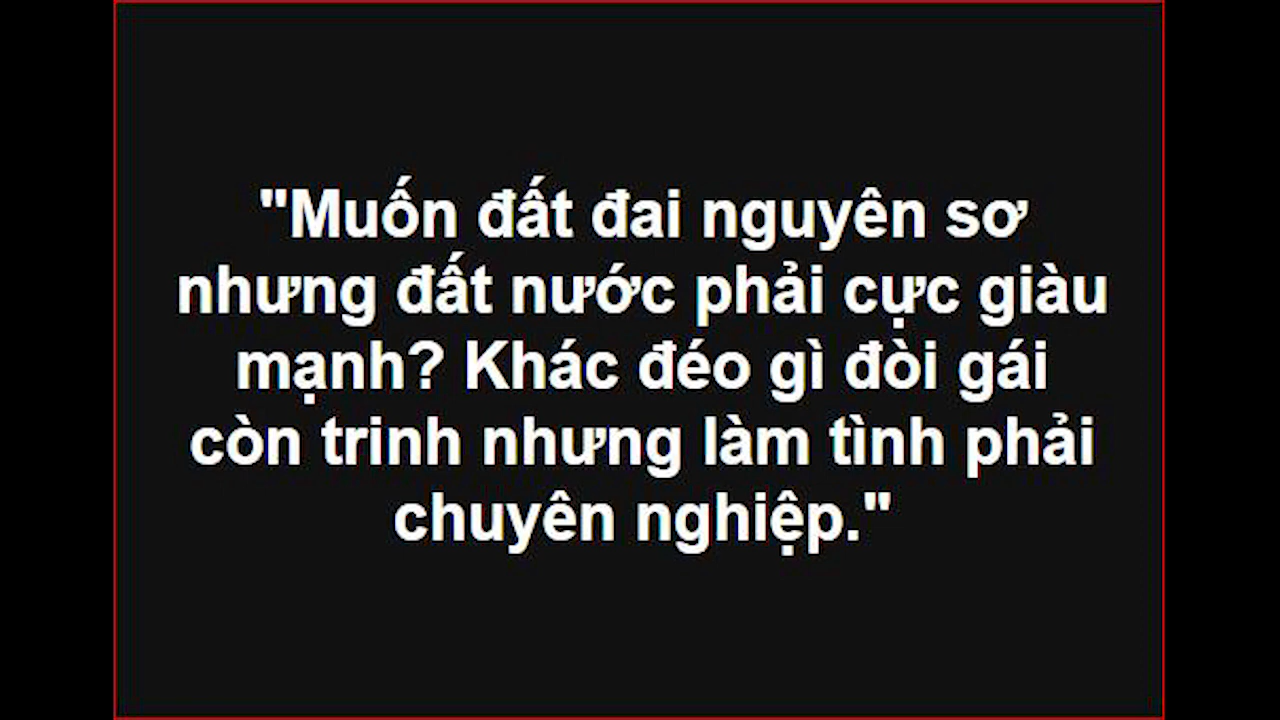 "Muốn đất đai nguyên sơ
nhưng đất nước phải cực giàu
mạnh? Khác đéo gì đòi gái
còn trinh nhưng làm tình phải
chuyên nghiệp."